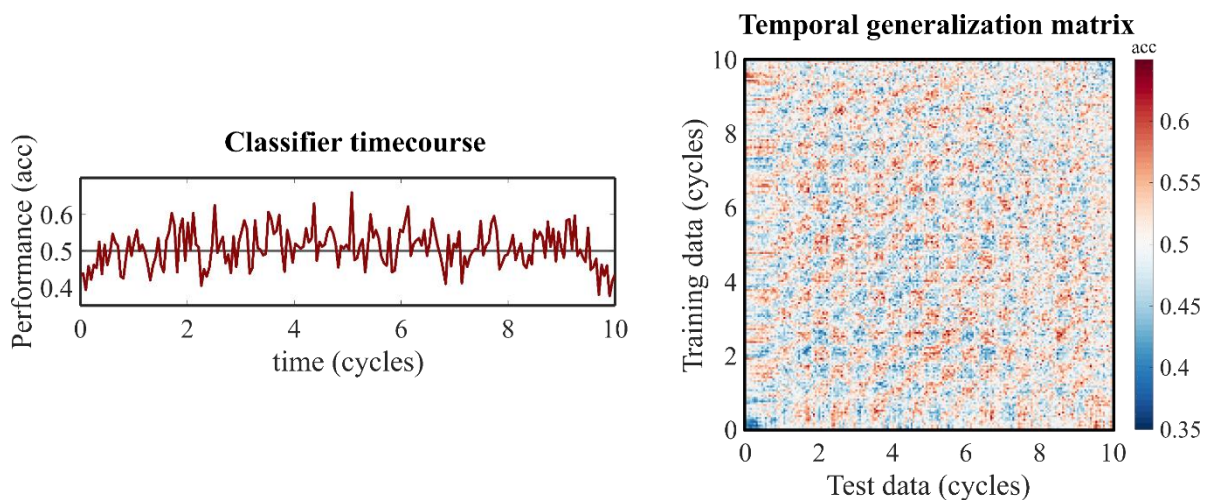 Classifier timecourse
Performance (acc)
0.6
0.5
0.4
0 2 4 6 8 10
time (cycles)
Temporal generalization matrix
acc
Training data (cycles)
10
8
6
4
2
0
0 2 4 6 8 10
Test data (cycles)
0.6
0.55
0.5
0.45
0.4
0.35